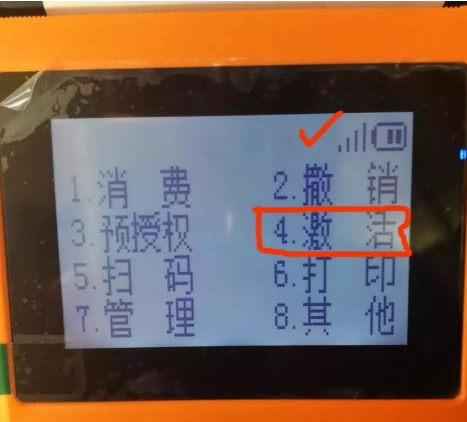 1.消 费 2.撤 销
3.预授权 4.激 活
5.扫 码 6.打 印
7.管 理 8.其 他